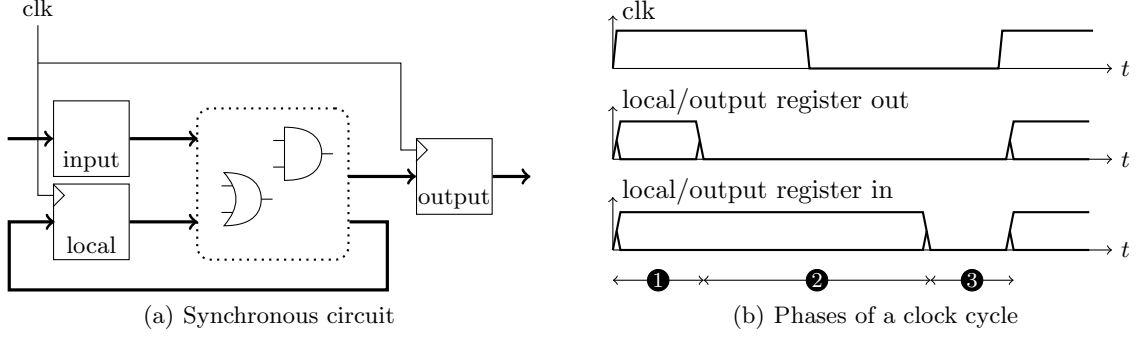 clk
input
local
output
(a) Synchronous circuit
clk
t
local/output register out
t
local/output register in
t
1 2 3
(b) Phases of a clock cycle